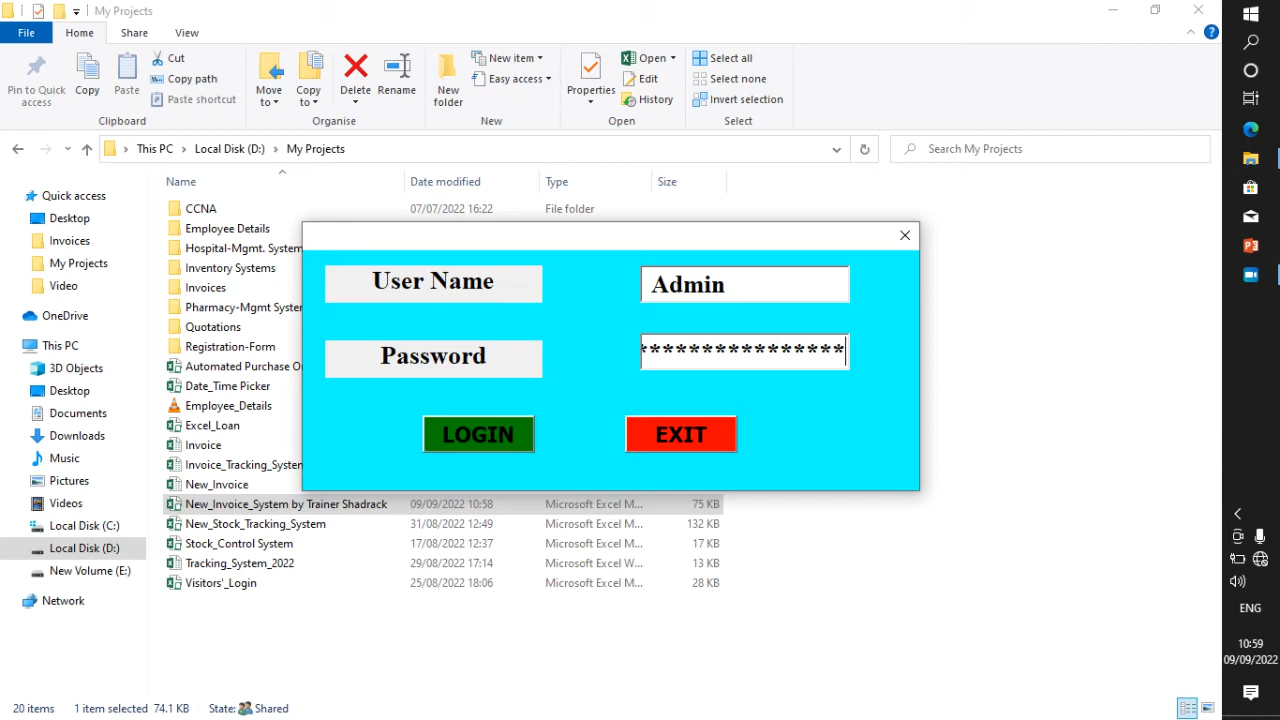 My Projects
File
Home
Share
View
Pin to Quick access
Copy
Paste
Cut
Copy path
Paste shortcut
Clipboard
Move to
Copy to
Delete
Rename
Organise
New folder
New item
Easy access
New
Properties
Open
Edit
History
Open
Select all
Select none
Invert selection
Select
This PC
Local Disk (D:)
My Projects
Search My Projects
Quick access
Desktop
Invoices
My Projects
Video
OneDrive
This PC
3D Objects
Desktop
Documents
Downloads
Music
Pictures
Videos
Local Disk (C:)
Local Disk (D:)
New Volume (E:)
Network
Name Date modified Type Size
CCNA 07/07/2022 16:22 File folder
Employee Details
Hospital-Mgmt. System
Inventory Systems
Invoices
Pharmacy-Mgmt System
Quotations
Registration-Form
Automated Purchase O
Date_Time Picker
Employee_Details
Excel_Loan
Invoice
Invoice_Tracking_System
New_Invoice
New_Invoice_System by Trainer Shadrack 09/09/2022 10:58 Microsoft Excel M... 75 KB
New_Stock_Tracking_System 31/08/2022 12:49 Microsoft Excel M... 132 KB
Stock_Control System 17/08/2022 12:37 Microsoft Excel M... 17 KB
Tracking_System_2022 29/08/2022 17:14 Microsoft Excel W... 13 KB
Visitors'_Login 25/08/2022 18:06 Microsoft Excel M... 28 KB
User Name
Admin
Password
****************
LOGIN
EXIT
20 items 1 item selected 74.1 KB State: Shared
ENG
10:59
09/09/2022